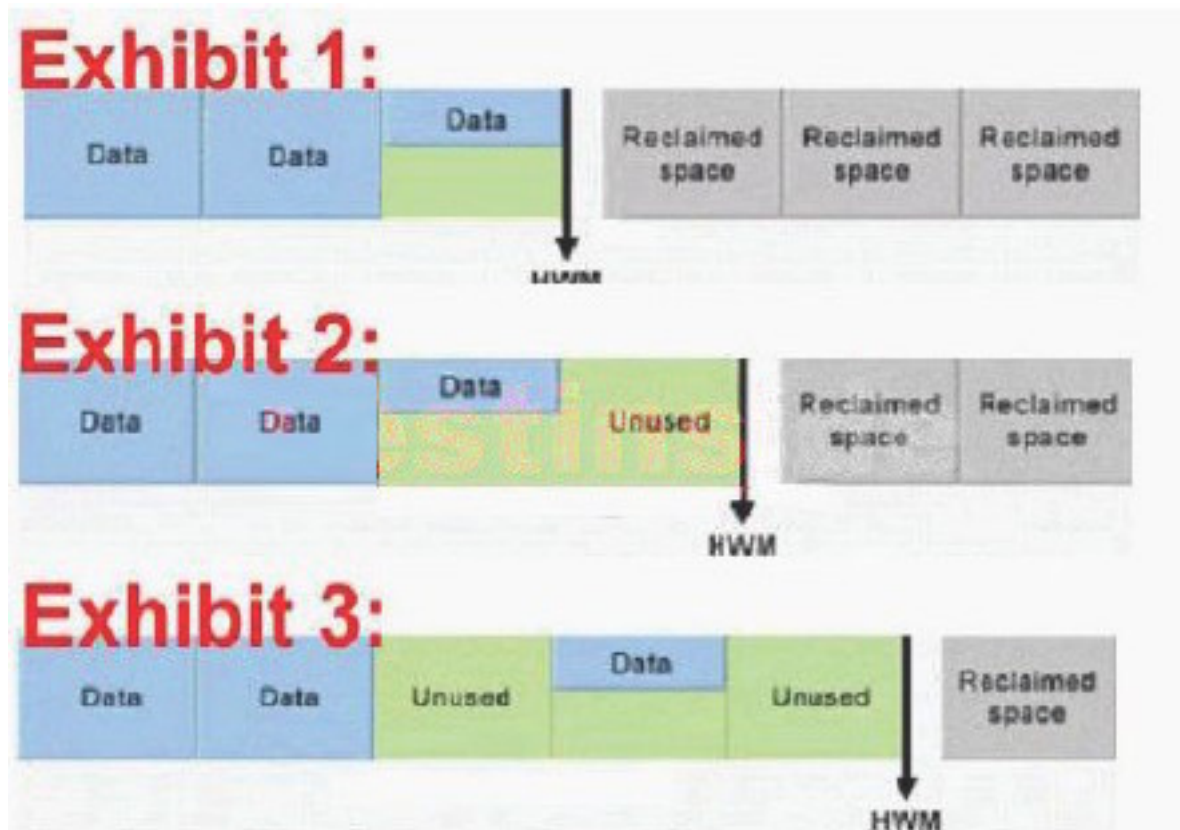 Exhibit 1:
Data
Data
Data
Reclaimed
space
Reclaimed
space
Reclaimed
space
HWM
Exhibit 2:
Data
Data
Data
Unused
Reclaimed
space
Reclaimed
space
HWM
Exhibit 3:
Data
Data
Unused
Data
Unused
Reclaimed
space
HWM